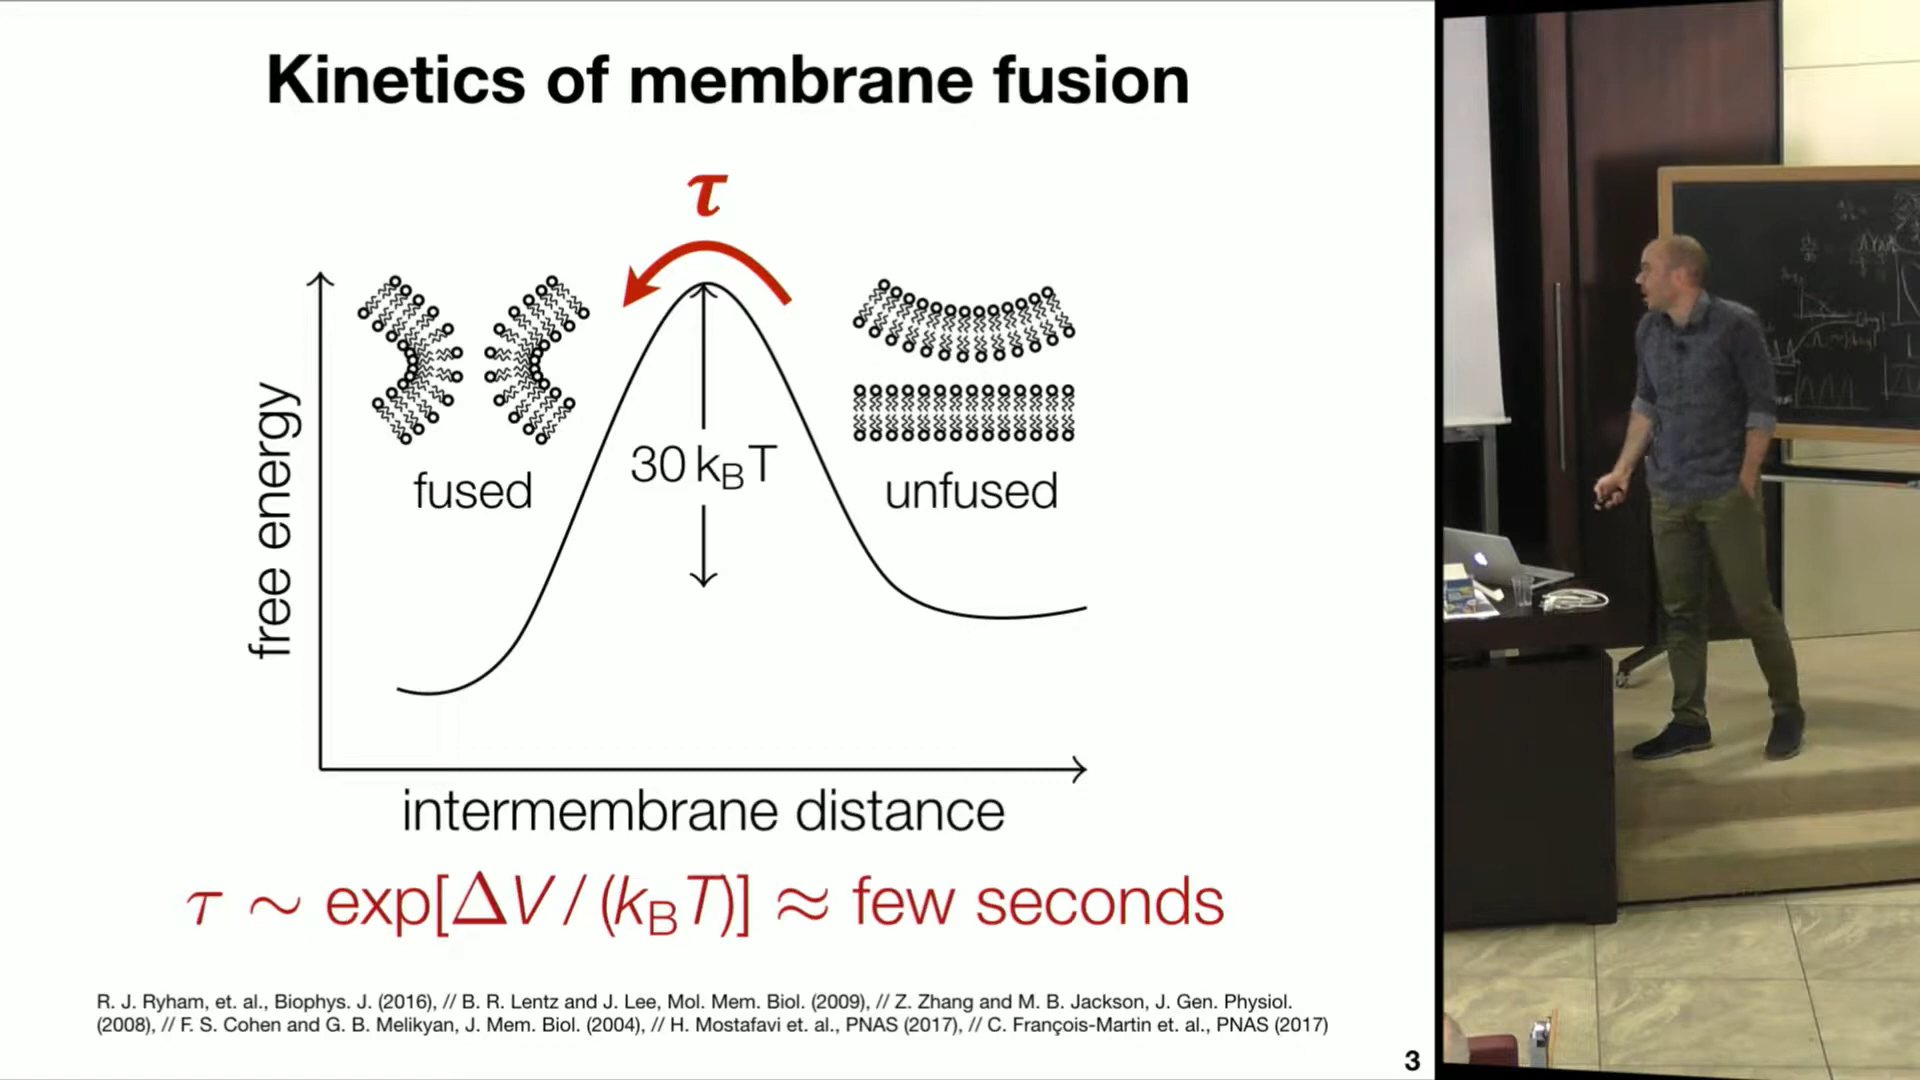 Kinetics of membrane fusion
τ
free energy
fused
30 k_BT
unfused
intermembrane distance
τ ∼ exp[ΔV / (k_BT)] ≈ few seconds
R. J. Ryham, et. al., Biophys. J. (2016), // B. R. Lentz and J. Lee, Mol. Mem. Biol. (2009), // Z. Zhang and M. B. Jackson, J. Gen. Physiol.
(2008), // F. S. Cohen and G. B. Melikyan, J. Mem. Biol. (2004), // H. Mostafavi et. al., PNAS (2017), // C. François-Martin et. al., PNAS (2017)
3